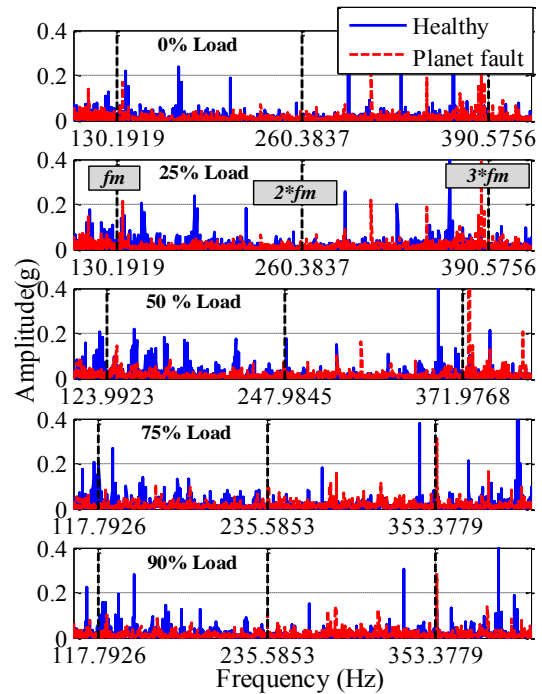 Healthy
Planet fault
0% Load
0.4
0.2
0
130.1919 260.3837 390.5756
25% Load
fm
2*fm
3*fm
0.4
0.2
0
130.1919 260.3837 390.5756
50 % Load
0.4
0.2
0
123.9923 247.9845 371.9768
75% Load
0.4
0.2
0
117.7926 235.5853 353.3779
90% Load
0.4
0.2
0
117.7926 235.5853 353.3779
Amplitude(g)
Frequency (Hz)